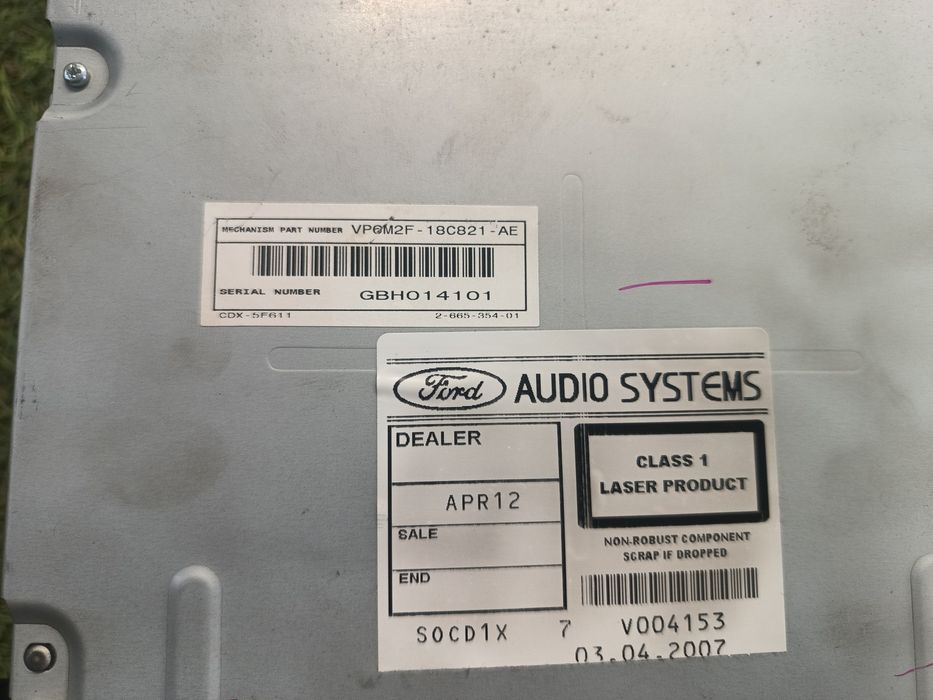 MECHANISM PART NUMBER VP6M2F-18C821-AE
SERIAL NUMBER GBH014101
CDX-5F611 2-665-354-01
Ford AUDIO SYSTEMS
DEALER
APR12
SALE
END
CLASS 1
LASER PRODUCT
NON-ROBUST COMPONENT
SCRAP IF DROPPED
SOCD1X 7 V004153
03.04.2007